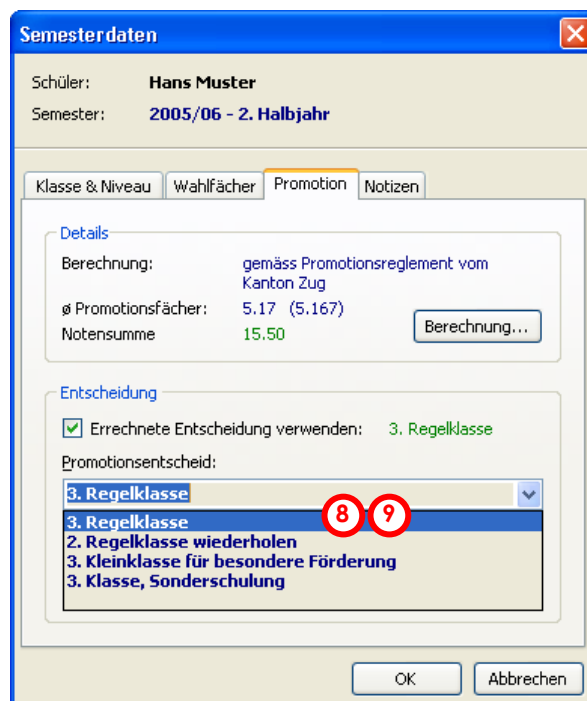 Semesterdaten
Schüler: Hans Muster
Semester: 2005/06 - 2. Halbjahr
Klasse & Niveau Wahlfächer Promotion Notizen
Details
Berechnung: gemäss Promotionsreglement vom
Kanton Zug
ø Promotionsfächer: 5.17 (5.167)
Notensumme 15.50
Berechnung...
Entscheidung
Errechnete Entscheidung verwenden: 3. Regelklasse
Promotionsentscheid:
3. Regelklasse
3. Regelklasse
8 9
2. Regelklasse wiederholen
3. Kleinklasse für besondere Förderung
3. Klasse, Sonderschulung
OK Abbrechen